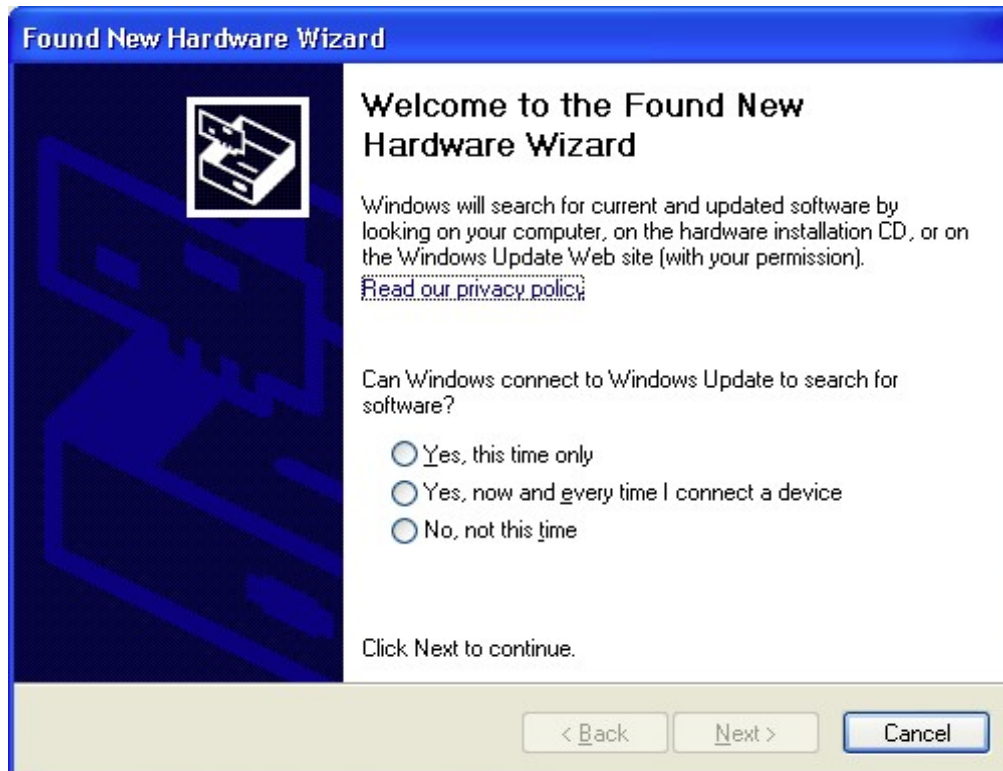 Found New Hardware Wizard
Welcome to the Found New
Hardware Wizard
Windows will search for current and updated software by
looking on your computer, on the hardware installation CD, or on
the Windows Update Web site (with your permission).
Read our privacy policy
Can Windows connect to Windows Update to search for
software?
Yes, this time only
Yes, now and every time I connect a device
No, not this time
Click Next to continue.
< Back Next > Cancel